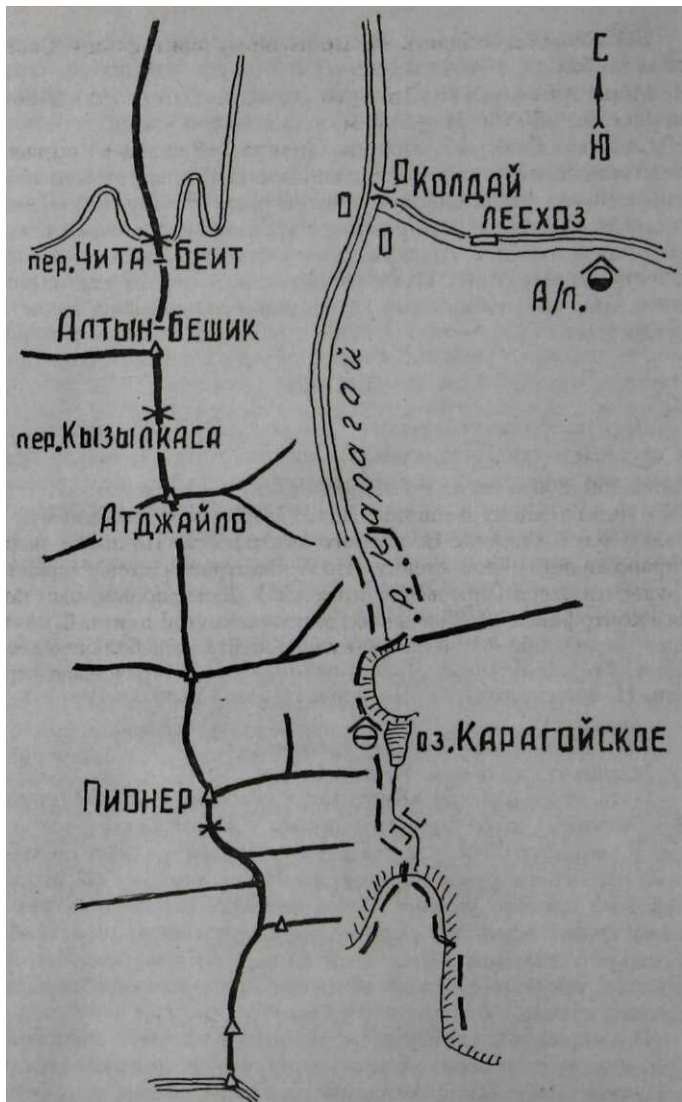 С
Ю
КОЛДАЙ
ЛЕСХОЗ
А/п.
пер. ЧИТА-БЕИТ
АЛТЫН-БЕШИК
пер. КЫЗЫЛКАСА
АТДЖАЙЛО
р. Карагой
оз. КАРАГОЙСКОЕ
ПИОНЕР